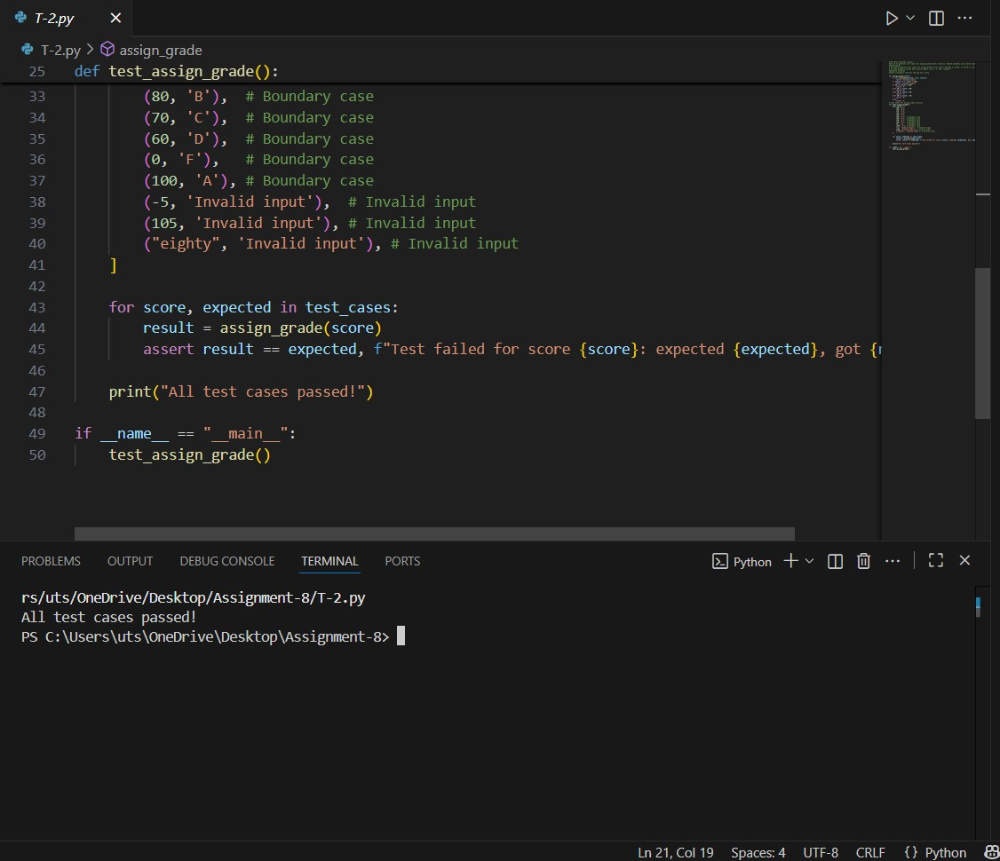 T-2.py
T-2.py > assign_grade
25 def test_assign_grade():
33 (80, 'B'),  # Boundary case
34 (70, 'C'),  # Boundary case
35 (60, 'D'),  # Boundary case
36 (0, 'F'),   # Boundary case
37 (100, 'A'), # Boundary case
38 (-5, 'Invalid input'),  # Invalid input
39 (105, 'Invalid input'), # Invalid input
40 ("eighty", 'Invalid input'), # Invalid input
41 ]
42
43 for score, expected in test_cases:
44 result = assign_grade(score)
45 assert result == expected, f"Test failed for score {score}: expected {expected}, got {
46
47 print("All test cases passed!")
48
49 if __name__ == "__main__":
50 test_assign_grade()
PROBLEMS OUTPUT DEBUG CONSOLE TERMINAL PORTS Python
rs/uts/OneDrive/Desktop/Assignment-8/T-2.py
All test cases passed!
PS C:\Users\uts\OneDrive\Desktop\Assignment-8>
Ln 21, Col 19 Spaces: 4 UTF-8 CRLF {} Python